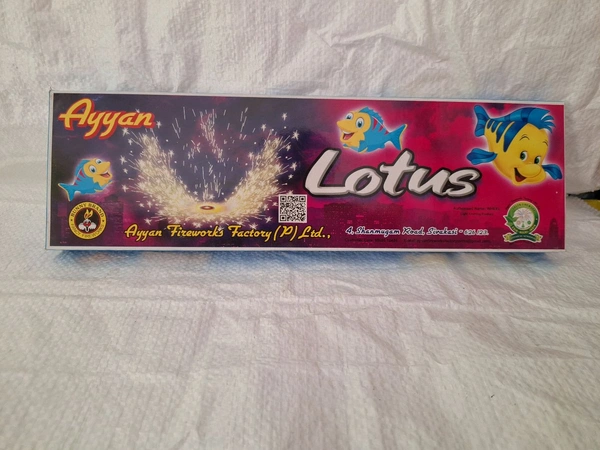 Ayyan
Lotus
Ayyan Fireworks Factory (P) Ltd.,
4, Shanmugam Road, Sivakasi - 626 123.